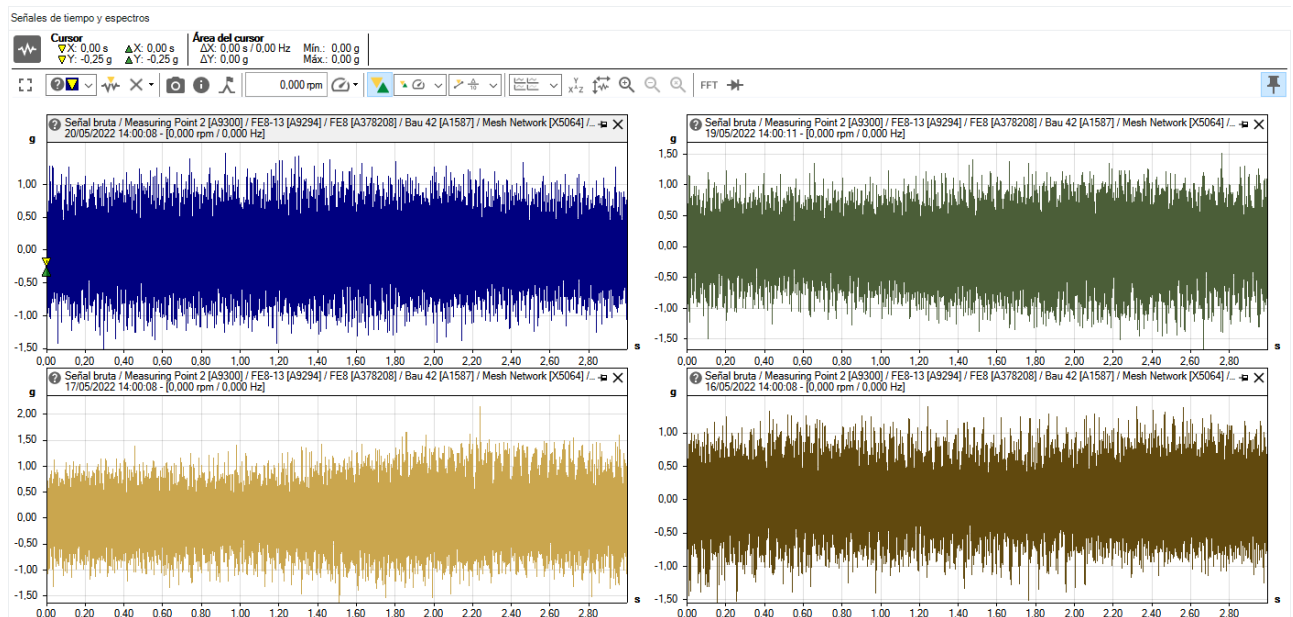 Señales de tiempo y espectros
Cursor
X: 0,00 s X: 0,00 s
Y: -0,25 g Y: -0,25 g
Área del cursor
ΔX: 0,00 s / 0,00 Hz Mín.: 0,00 g
ΔY: 0,00 g Máx.: 0,00 g
0,000 rpm FFT
Señal bruta / Measuring Point 2 [A9300] / FE8-13 [A9294] / FE8 [A378208] / Bau 42 [A1587] / Mesh Network [X5064] /...
20/05/2022 14:00:08 - [0,000 rpm / 0,000 Hz]
g
1,00
0,50
0,00
-0,50
-1,00
-1,50
0.00 0.20 0.40 0.60 0.80 1.00 1.20 1.40 1.60 1.80 2.00 2.20 2.40 2.60 2.80 s
Señal bruta / Measuring Point 2 [A9300] / FE8-13 [A9294] / FE8 [A378208] / Bau 42 [A1587] / Mesh Network [X5064] /...
19/05/2022 14:00:11 - [0,000 rpm / 0,000 Hz]
g
1,50
1,00
0,50
0,00
-0,50
-1,00
-1,50
0.00 0.20 0.40 0.60 0.80 1.00 1.20 1.40 1.60 1.80 2.00 2.20 2.40 2.60 2.80 s
Señal bruta / Measuring Point 2 [A9300] / FE8-13 [A9294] / FE8 [A378208] / Bau 42 [A1587] / Mesh Network [X5064] /...
17/05/2022 14:00:08 - [0,000 rpm / 0,000 Hz]
g
2,00
1,50
1,00
0,50
0,00
-0,50
-1,00
-1,50
0.00 0.20 0.40 0.60 0.80 1.00 1.20 1.40 1.60 1.80 2.00 2.20 2.40 2.60 2.80 s
Señal bruta / Measuring Point 2 [A9300] / FE8-13 [A9294] / FE8 [A378208] / Bau 42 [A1587] / Mesh Network [X5064] /...
16/05/2022 14:00:08 - [0,000 rpm / 0,000 Hz]
g
1,00
0,50
0,00
-0,50
-1,00
-1,50
0.00 0.20 0.40 0.60 0.80 1.00 1.20 1.40 1.60 1.80 2.00 2.20 2.40 2.60 2.80 s